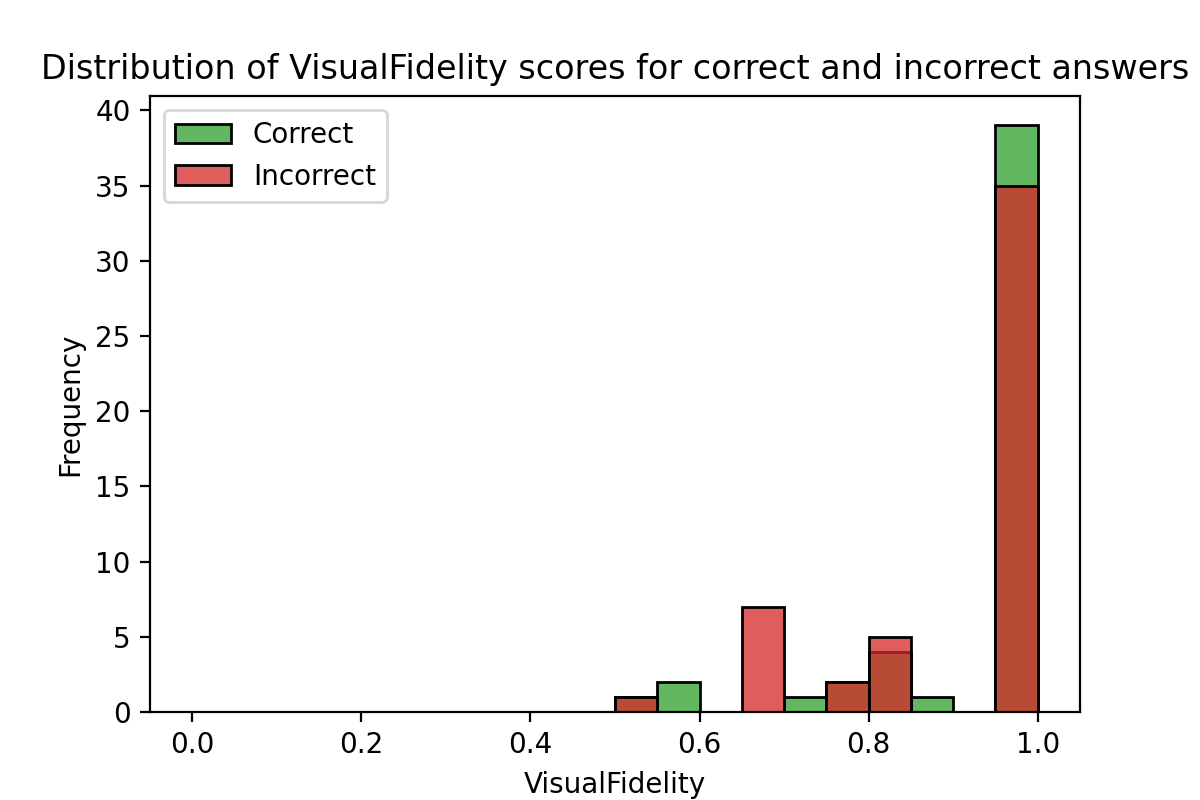 Distribution of VisualFidelity scores for correct and incorrect answers
Correct
Incorrect
40
35
30
25
20
15
10
5
0
Frequency
0.0 0.2 0.4 0.6 0.8 1.0
VisualFidelity